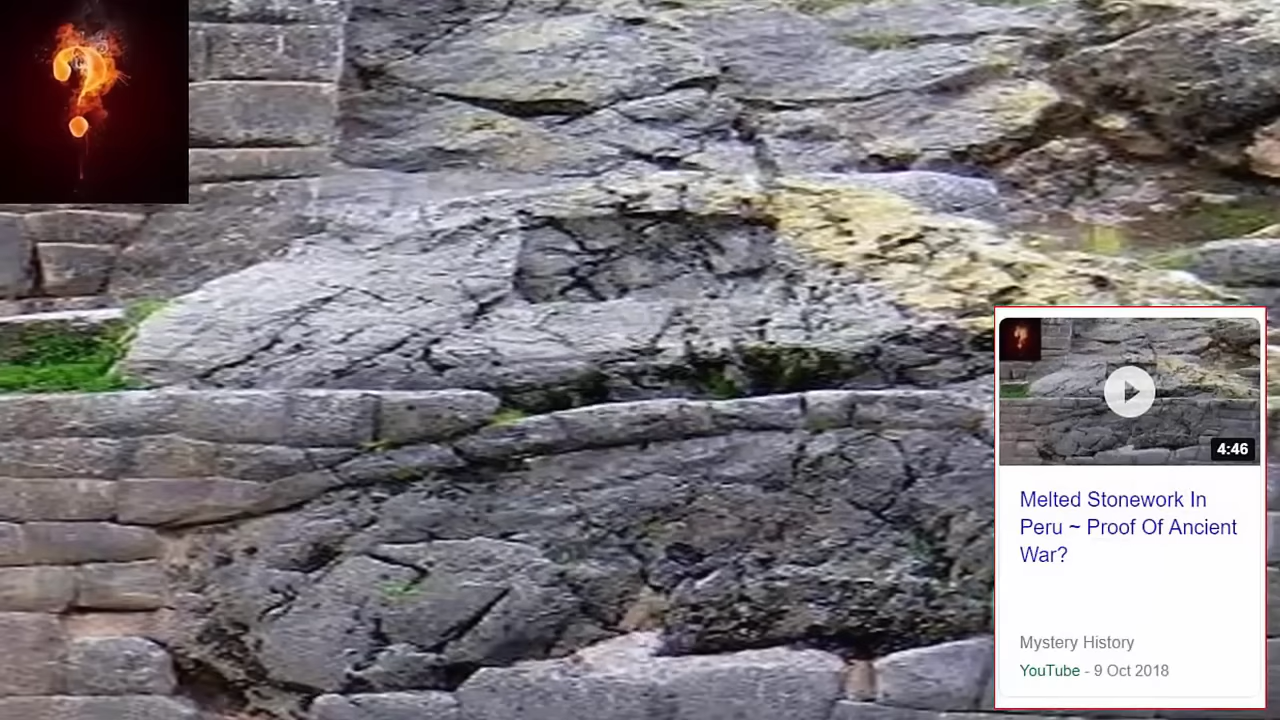 ?
4:46
Melted Stonework In
Peru ~ Proof Of Ancient
War?
Mystery History
YouTube - 9 Oct 2018